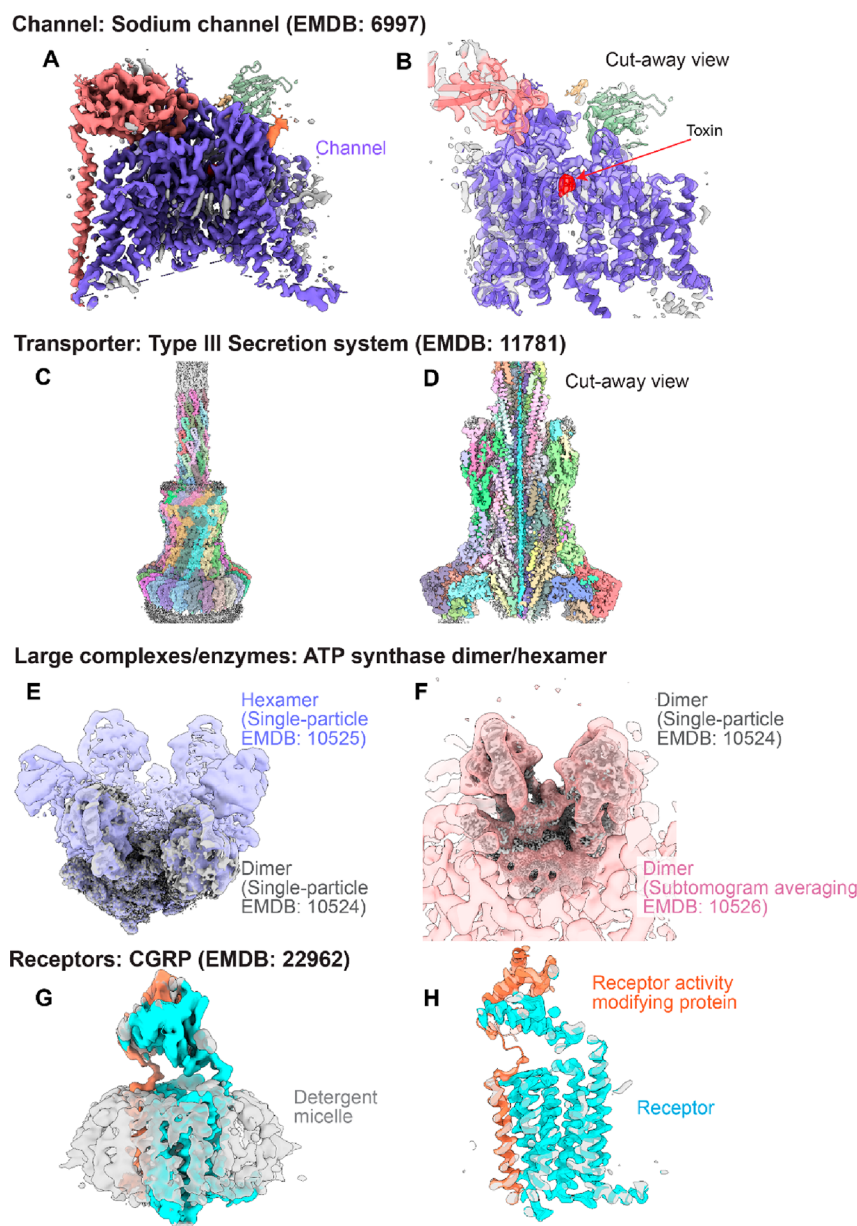 Channel: Sodium channel (EMDB: 6997)
A
Channel
B
Cut-away view
Toxin
Transporter: Type III Secretion system (EMDB: 11781)
C
D
Cut-away view
Large complexes/enzymes: ATP synthase dimer/hexamer
E
Hexamer
(Single-particle
EMDB: 10525)
Dimer
(Single-particle
EMDB: 10524)
F
Dimer
(Single-particle
EMDB: 10524)
Dimer
(Subtomogram averaging
EMDB: 10526)
Receptors: CGRP (EMDB: 22962)
G
Detergent
micelle
H
Receptor activity
modifying protein
Receptor